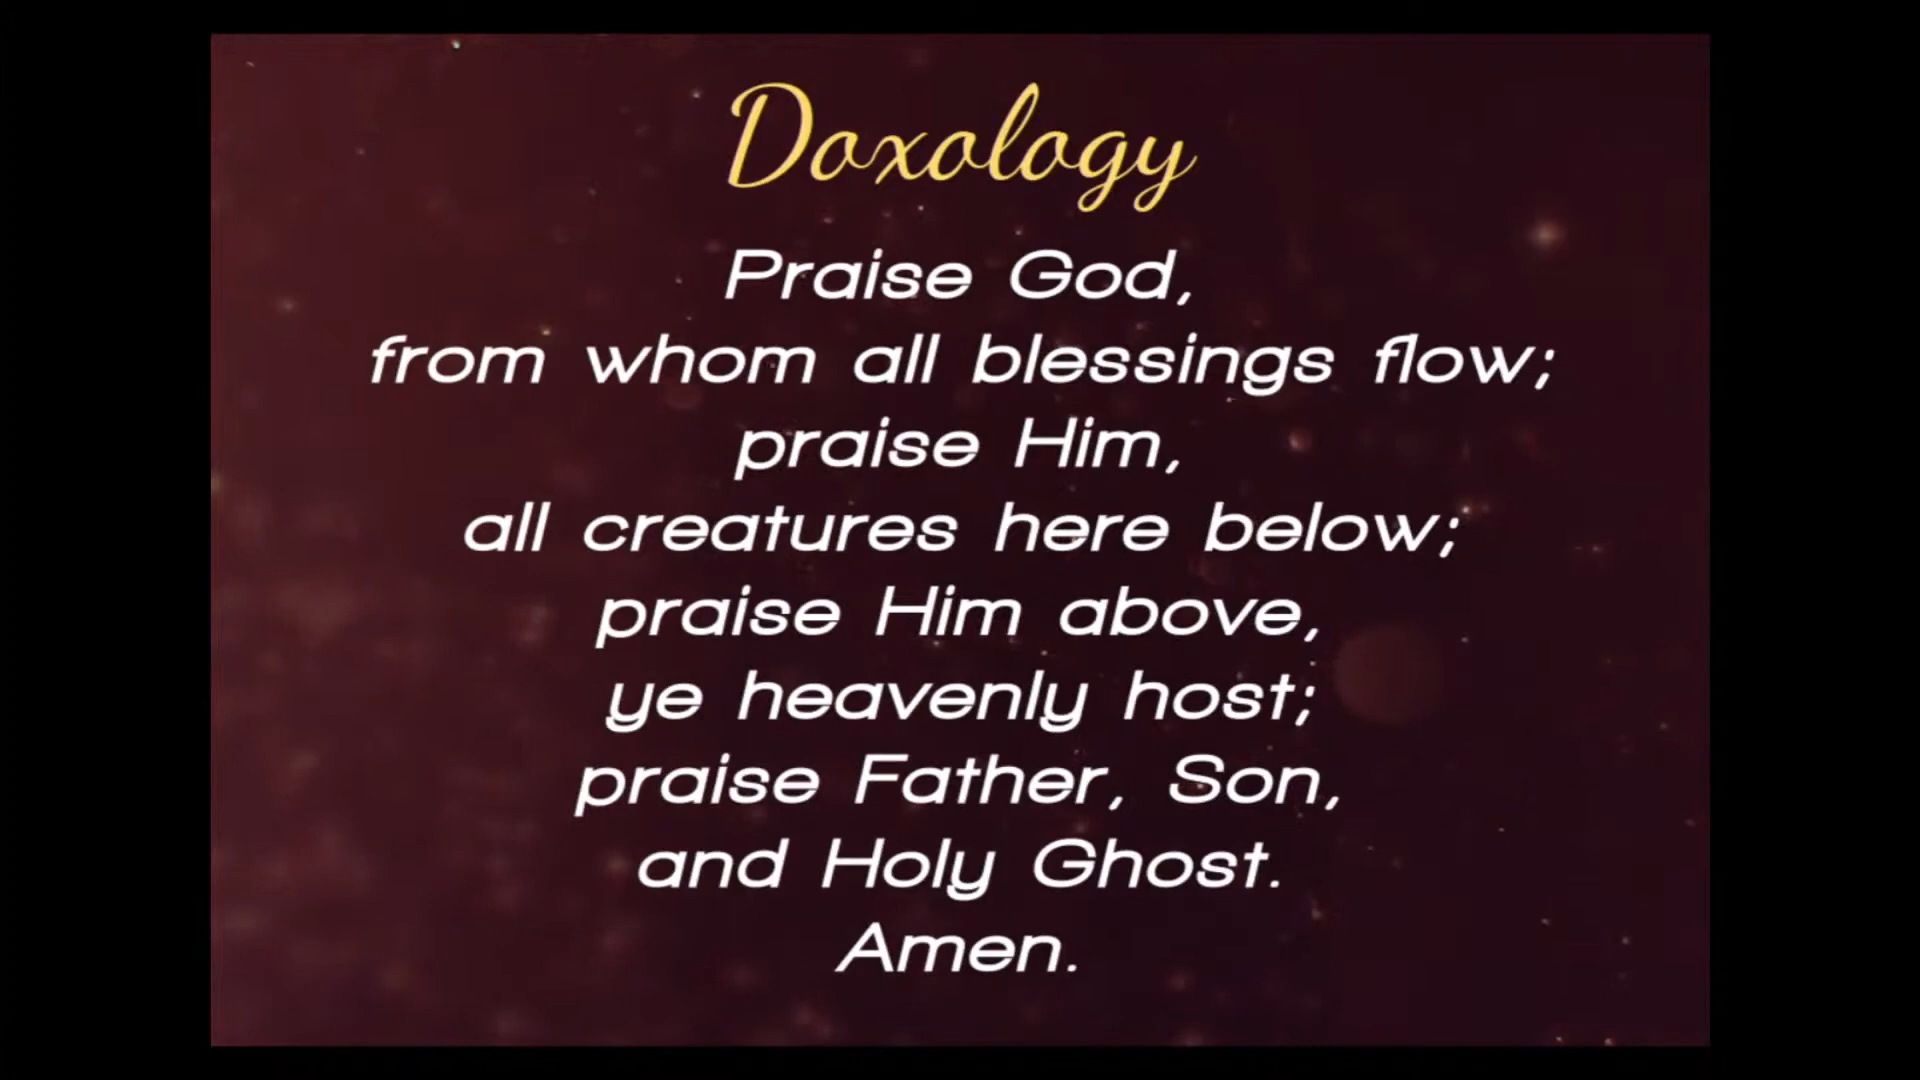 Doxology
Praise God,
from whom all blessings flow;
praise Him,
all creatures here below;
praise Him above,
ye heavenly host;
praise Father, Son,
and Holy Ghost.
Amen.